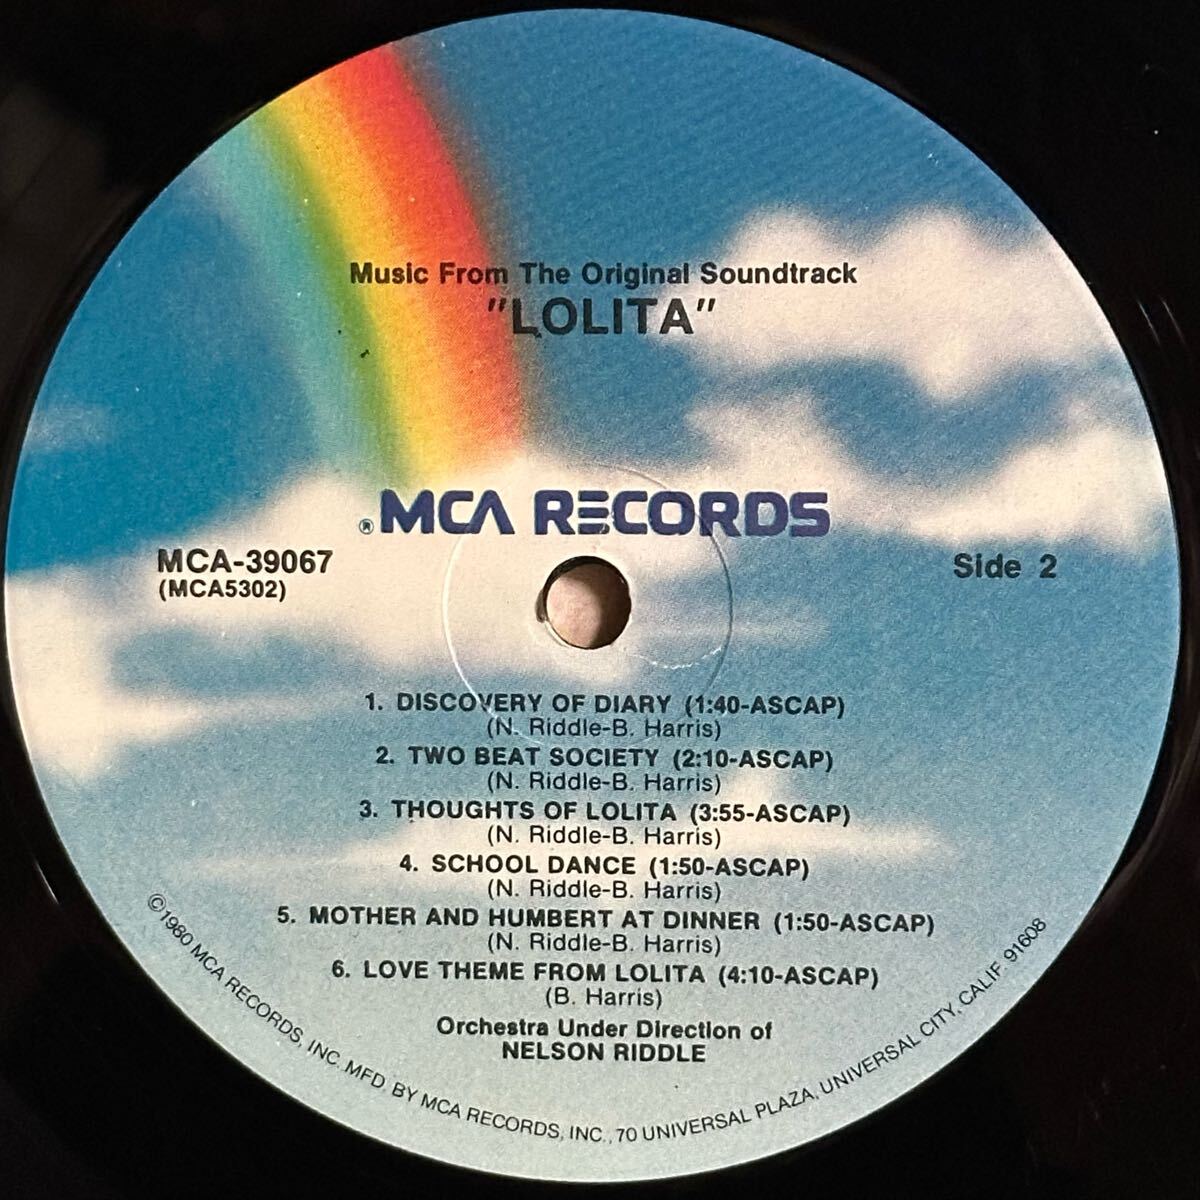 Music From The Original Soundtrack
"LOLITA"
® MCA RECORDS
MCA-39067
(MCA5302)
Side 2
1. DISCOVERY OF DIARY (1:40-ASCAP)
(N. Riddle-B. Harris)
2. TWO BEAT SOCIETY (2:10-ASCAP)
(N. Riddle-B. Harris)
3. THOUGHTS OF LOLITA (3:55-ASCAP)
(N. Riddle-B. Harris)
4. SCHOOL DANCE (1:50-ASCAP)
(N. Riddle-B. Harris)
5. MOTHER AND HUMBERT AT DINNER (1:50-ASCAP)
(N. Riddle-B. Harris)
6. LOVE THEME FROM LOLITA (4:10-ASCAP)
(B. Harris)
Orchestra Under Direction of
NELSON RIDDLE
©1980 MCA RECORDS, INC. MFD. BY MCA RECORDS, INC., 70 UNIVERSAL PLAZA, UNIVERSAL CITY, CALIF. 91608